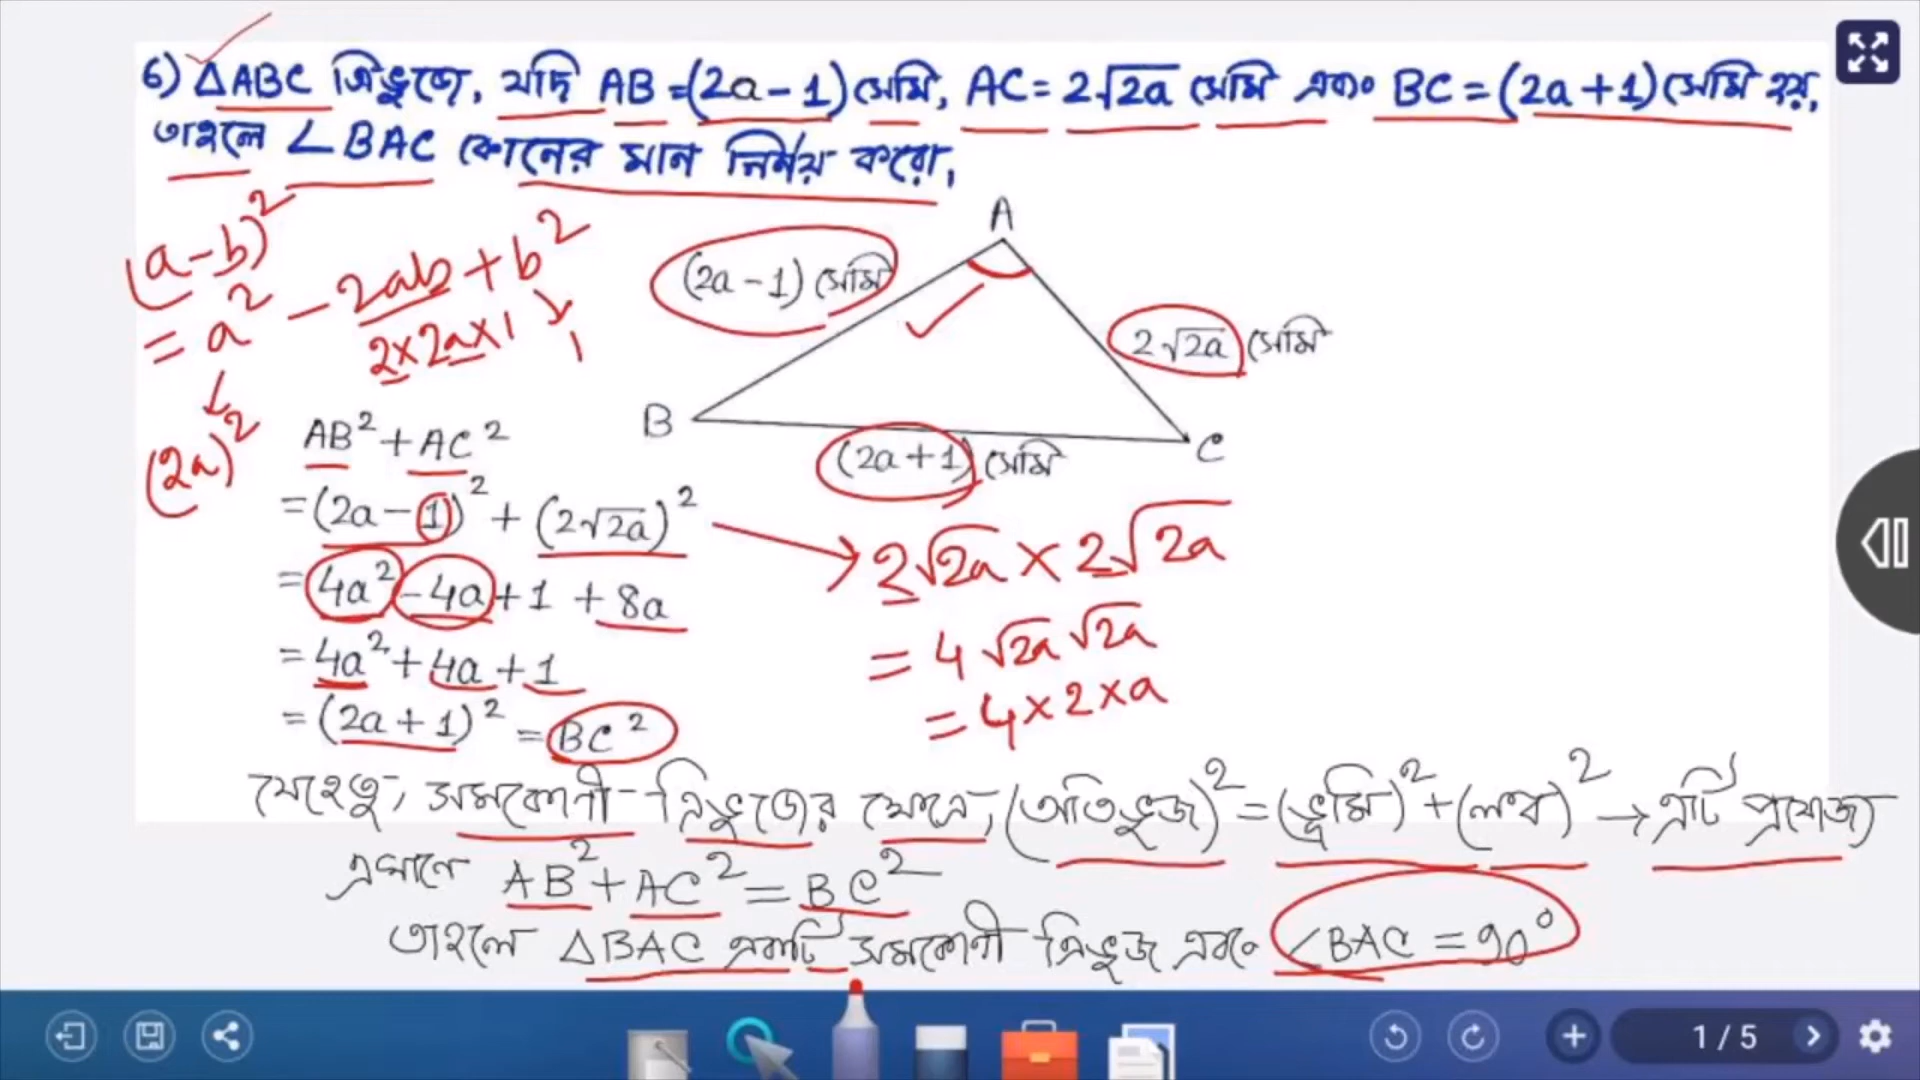 6) △ABC ত্রিভুজে, যদি AB=(2a-1) সেমি, AC= 2√2a সেমি এবং BC=(2a+1) সেমি হয়,
তাহলে ∠BAC কোনের মান নির্ণয় করো,
(a-b)²
= a² - 2ab + b²
2×2a×1 1
(2a)²
A
(2a-1) সেমি
2√2a সেমি
B
C
(2a+1) সেমি
AB²+AC²
=(2a-1)² + (2√2a)²
= 4a² - 4a +1 + 8a
= 4a²+4a+1
= (2a+1)² = BC²
→ 2√2a × 2√2a
= 4 √2a √2a
= 4×2×a
যেহেতু, সমকোণী ত্রিভুজের ক্ষেত্রে, (অতিভুজ)² = (ভূমি)² + (লম্ব)² → এটি প্রযোজ্য
এখানে AB² + AC² = BC²
তাহলে △BAC একটি সমকোণী ত্রিভুজ এবং ∠BAC = 90°
1 / 5